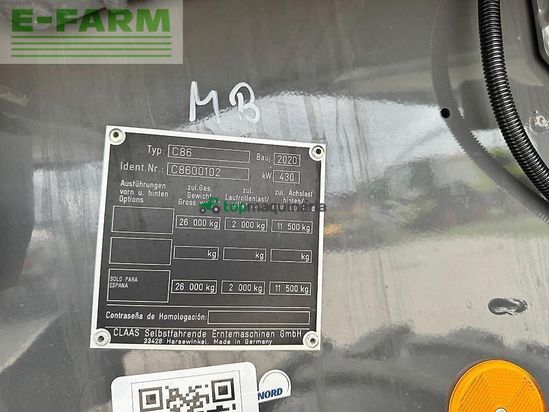 E-FARM
MB
Typ: C86 Bauj. 2020
Ident.Nr.: C8600102 kW 430
Ausführungen vorn u. hinten Options
zul.Ges. Gewicht Gross
zul. Laufrollenlast/
zul. Achslast hinten/
topmaquinaria
26 000 kg 2 000 kg 11 500 kg
kg kg kg
SOLO PARA ESPAÑA 26 000 kg 2 000 kg 11 500 kg
Contraseña de Homologación:
CLAAS Selbstfahrende Erntemaschinen GmbH
33428 Harsewinkel, Made in Germany
NORD